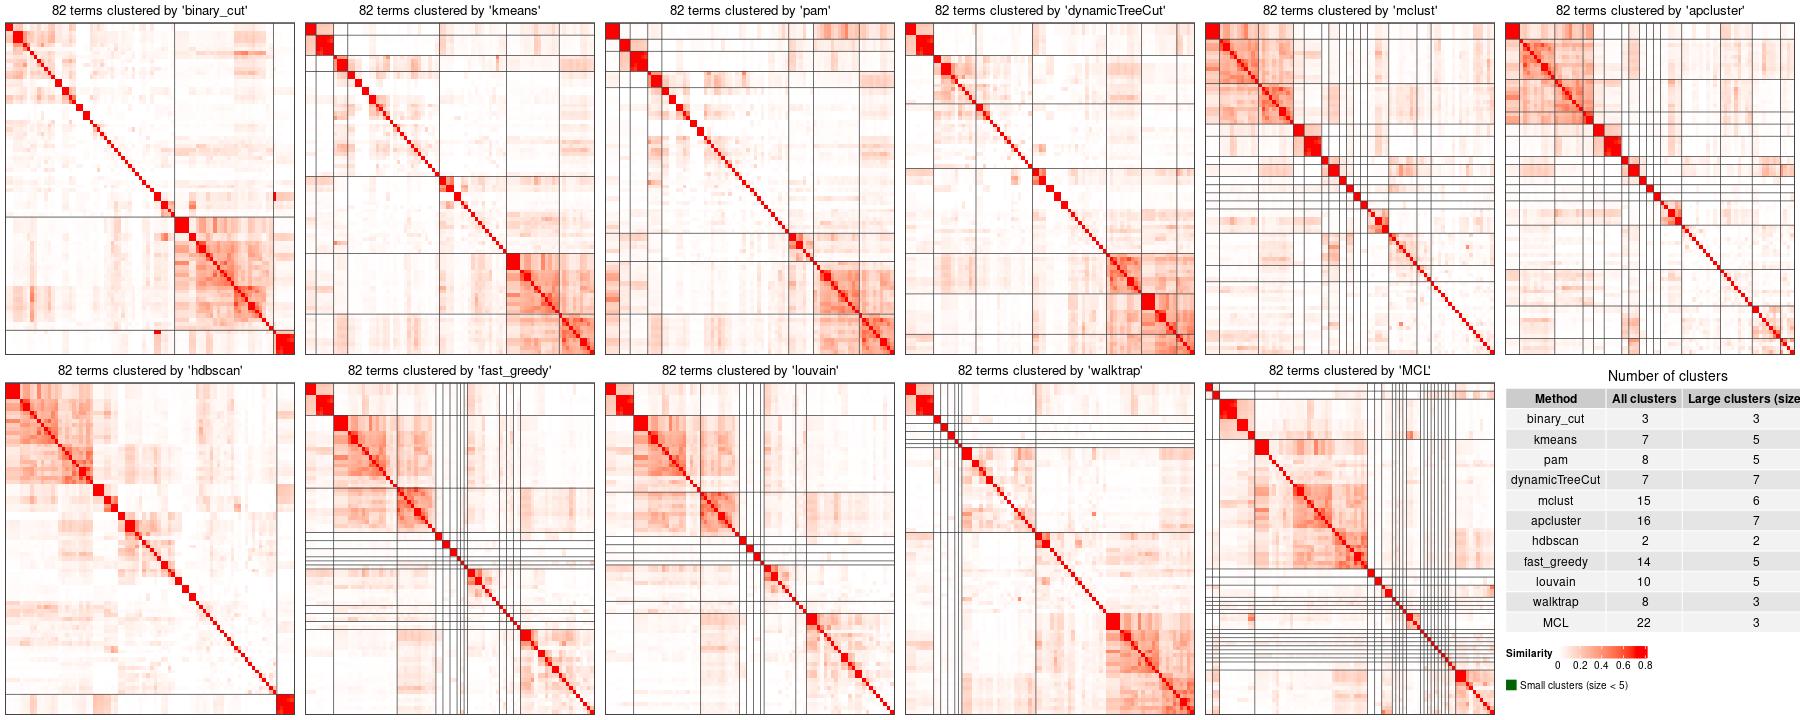 82 terms clustered by 'binary_cut'
82 terms clustered by 'kmeans'
82 terms clustered by 'pam'
82 terms clustered by 'dynamicTreeCut'
82 terms clustered by 'mclust'
82 terms clustered by 'apcluster'
82 terms clustered by 'hdbscan'
82 terms clustered by 'fast_greedy'
82 terms clustered by 'louvain'
82 terms clustered by 'walktrap'
82 terms clustered by 'MCL'
Number of clusters
Method All clusters Large clusters (size
binary_cut 3 3
kmeans 7 5
pam 8 5
dynamicTreeCut 7 7
mclust 15 6
apcluster 16 7
hdbscan 2 2
fast_greedy 14 5
louvain 10 5
walktrap 8 3
MCL 22 3
Similarity
0 0.2 0.4 0.6 0.8
Small clusters (size < 5)